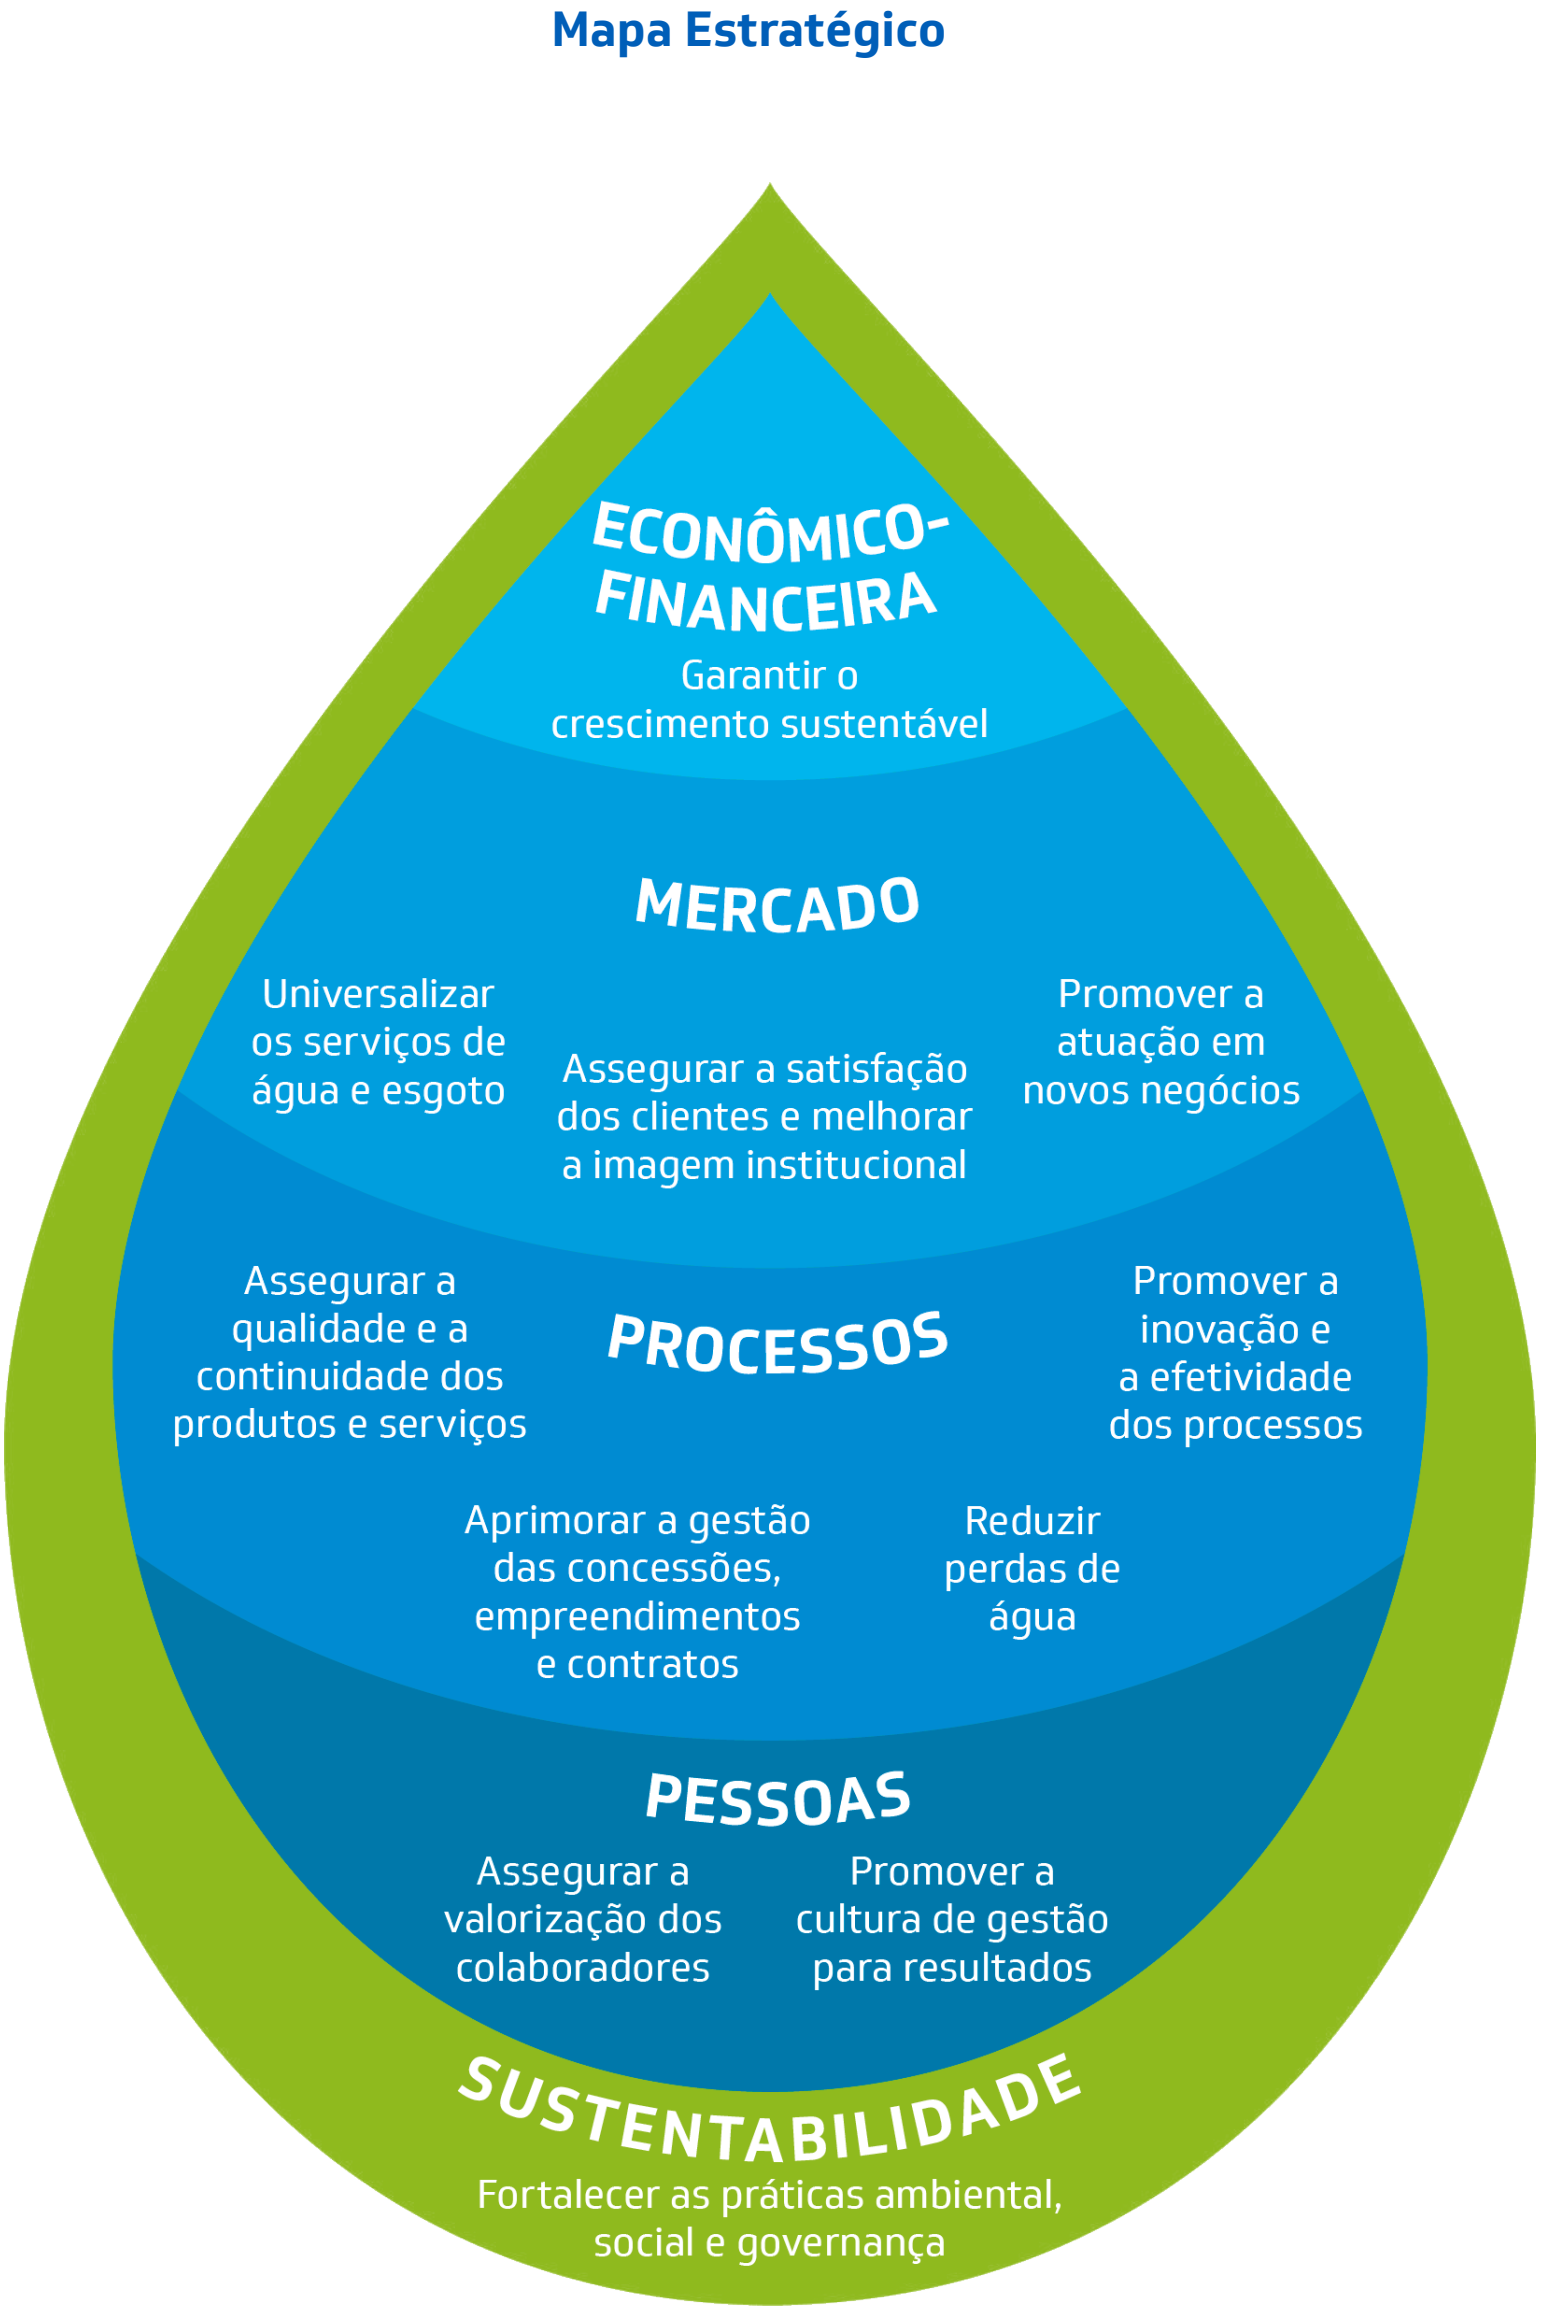 Mapa Estratégico
ECONÔMICO-
FINANCEIRA
Garantir o
crescimento sustentável
MERCADO
Universalizar
os serviços de
água e esgoto
Assegurar a satisfação
dos clientes e melhorar
a imagem institucional
Promover a
atuação em
novos negócios
PROCESSOS
Assegurar a
qualidade e a
continuidade dos
produtos e serviços
Promover a
inovação e
a efetividade
dos processos
Aprimorar a gestão
das concessões,
empreendimentos
e contratos
Reduzir
perdas de
água
PESSOAS
Assegurar a
valorização dos
colaboradores
Promover a
cultura de gestão
para resultados
SUSTENTABILIDADE
Fortalecer as práticas ambiental,
social e governança